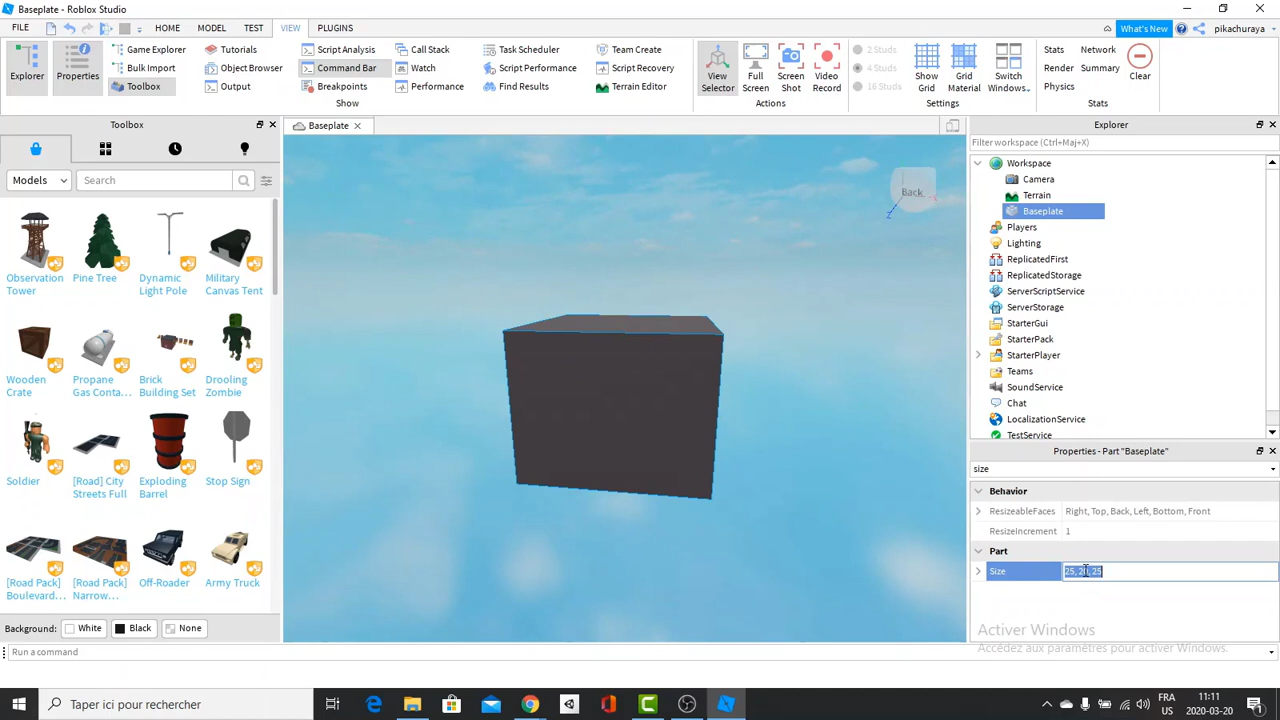 Baseplate - Roblox Studio
FILE HOME MODEL TEST VIEW PLUGINS What's New pikachuraya
Explorer
Properties
Game Explorer
Bulk Import
Toolbox
Tutorials
Object Browser
Output
Script Analysis
Command Bar
Breakpoints
Call Stack
Watch
Performance
Task Scheduler
Script Performance
Find Results
Team Create
Script Recovery
Terrain Editor
Show
View Selector
Full Screen
Screen Shot
Video Record
Actions
2 Studs
4 Studs
16 Studs
Show Grid
Grid Material
Switch Windows
Settings
Stats
Render
Physics
Network
Summary
Clear
Stats
Toolbox
Models
Search
Observation Tower
Pine Tree
Dynamic Light Pole
Military Canvas Tent
Wooden Crate
Propane Gas Conta...
Brick Building Set
Drooling Zombie
Soldier
[Road] City Streets Full
Exploding Barrel
Stop Sign
[Road Pack] Boulevard...
[Road Pack] Narrow...
Off-Roader
Army Truck
Background: White Black None
Run a command
Baseplate
Back
Z
Explorer
Filter workspace (Ctrl+Maj+X)
Workspace
Camera
Terrain
Baseplate
Players
Lighting
ReplicatedFirst
ReplicatedStorage
ServerScriptService
ServerStorage
StarterGui
StarterPack
StarterPlayer
Teams
SoundService
Chat
LocalizationService
TestService
Properties - Part "Baseplate"
size
Behavior
ResizeableFaces Right, Top, Back, Left, Bottom, Front
ResizeIncrement 1
Part
Size 25, 20, 25
Activer Windows
Accédez aux paramètres pour activer Windows.
Taper ici pour rechercher
FRA
US
11:11
2020-03-20